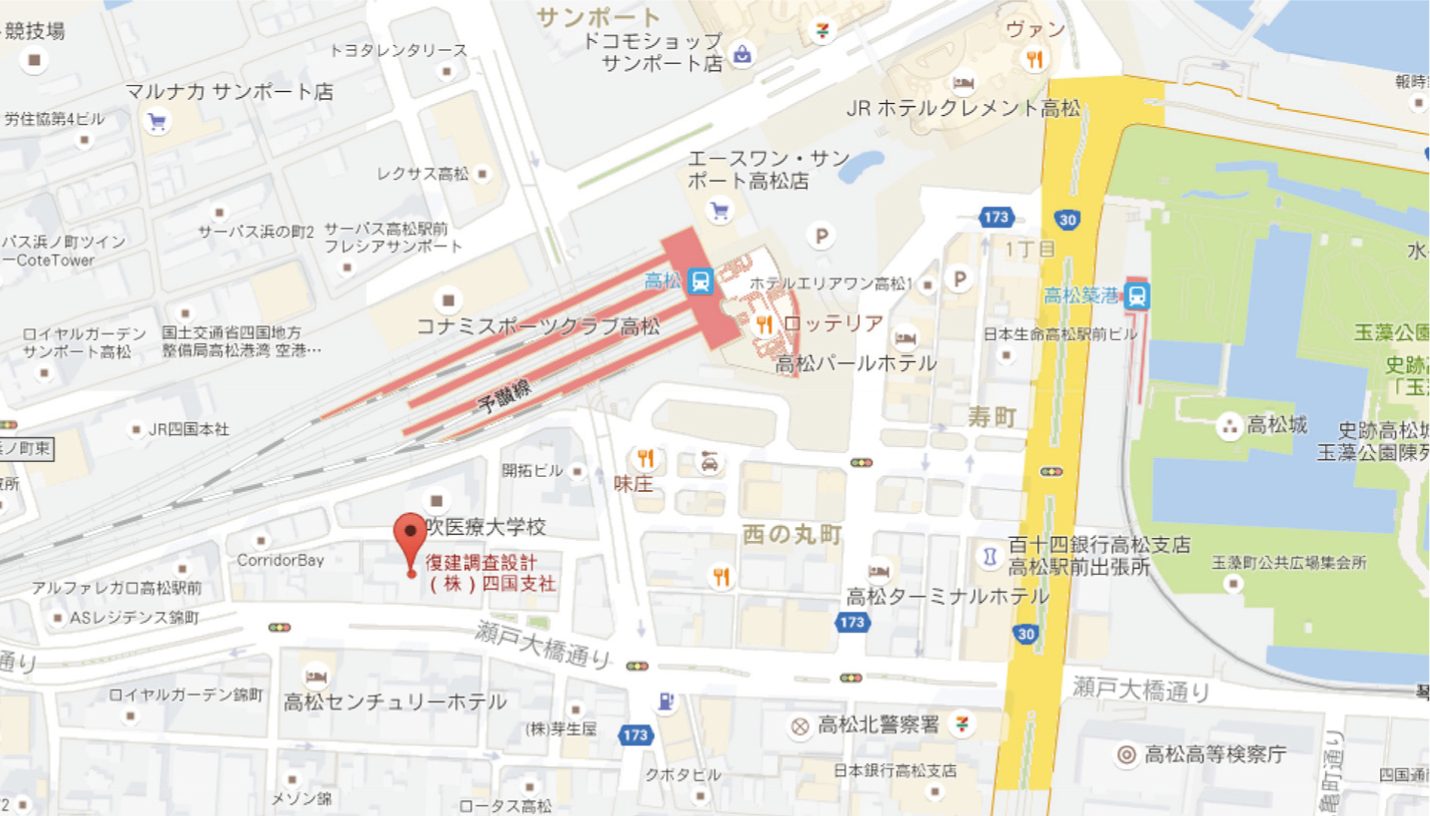 競技場
サンポート
ドコモショップ
サンポート店
ヴァン
トヨタレンタリース
マルナカ サンポート店
JR ホテルクレメント高松
労住協第4ビル
エースワン・サン
ポート高松店
レクサス高松
173
30
サーパス浜の町2
サーパス高松駅前
フレシアサンポート
パス浜ノ町ツイン
ーCoteTower
P
1丁目
高松
ホテルエリアワン高松1
P
高松築港
ロイヤルガーデン
サンポート高松
国土交通省四国地方
整備局高松港湾 空港…
コナミスポーツクラブ高松
ロッテリア
日本生命高松駅前ビル
玉藻公園
高松パールホテル
史跡高
「玉
予讃線
寿町
高松城
JR四国本社
史跡高松城
玉藻公園陳列
ノ町東
開拓ビル
味庄
吹医療大学校
西の丸町
百十四銀行高松支店
高松駅前出張所
CorridorBay
復建調査設計
(株)四国支社
玉藻町公共広場集会所
アルファレガロ高松駅前
高松ターミナルホテル
ASレジデンス錦町
173
30
瀬戸大橋通り
通り
ロイヤルガーデン錦町
高松センチュリーホテル
瀬戸大橋通り
(株)芽生屋
173
高松北警察署
高松高等検察庁
クボタビル
日本銀行高松支店
亀町通り
四国通
メゾン錦
ロータス高松